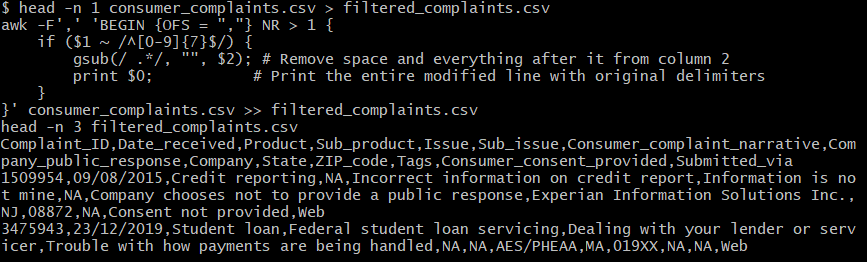 $ head -n 1 consumer_complaints.csv > filtered_complaints.csv
awk -F',' 'BEGIN {OFS = ","} NR > 1 {
    if ($1 ~ /^[0-9]{7}$/) {
        gsub(/ .*/, "", $2); # Remove space and everything after it from column 2
        print $0;            # Print the entire modified line with original delimiters
    }
}' consumer_complaints.csv >> filtered_complaints.csv
head -n 3 filtered_complaints.csv
Complaint_ID,Date_received,Product,Sub_product,Issue,Sub_issue,Consumer_complaint_narrative,Com
pany_public_response,Company,State,ZIP_code,Tags,Consumer_consent_provided,Submitted_via
1509954,09/08/2015,Credit reporting,NA,Incorrect information on credit report,Information is no
t mine,NA,Company chooses not to provide a public response,Experian Information Solutions Inc.,
NJ,08872,NA,Consent not provided,Web
3475943,23/12/2019,Student loan,Federal student loan servicing,Dealing with your lender or serv
icer,Trouble with how payments are being handled,NA,NA,AES/PHEAA,MA,019XX,NA,NA,Web